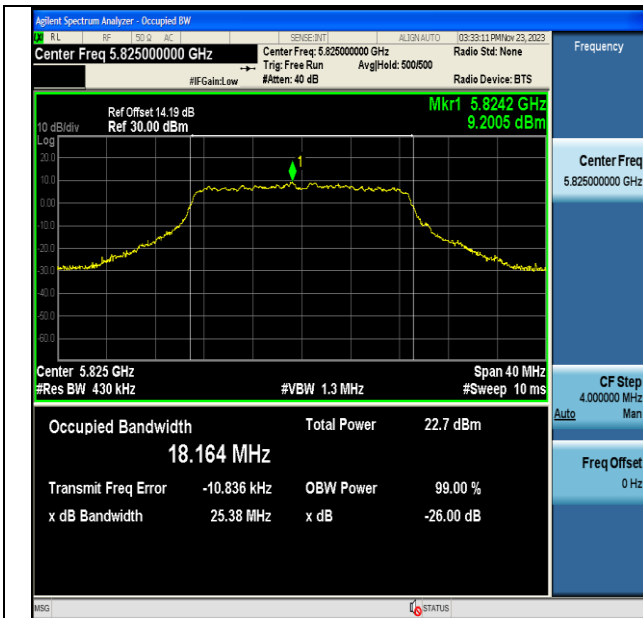 Agilent Spectrum Analyzer - Occupied BW
RL RF 50 Ω AC SENSE:INT ALIGN AUTO 03:33:11 PM Nov 23, 2023
Center Freq 5.825000000 GHz
Center Freq: 5.825000000 GHz Radio Std: None
Trig: Free Run Avg|Hold: 500/500
#IFGain:Low #Atten: 40 dB Radio Device: BTS
Frequency
Mkr1 5.8242 GHz
9.2005 dBm
Ref Offset 14.19 dB
10 dB/div Ref 30.00 dBm
Log
20.0
10.0
0.00
-10.0
-20.0
-30.0
-40.0
-50.0
-60.0
1
Center 5.825 GHz Span 40 MHz
#Res BW 430 kHz #VBW 1.3 MHz #Sweep 10 ms
Occupied Bandwidth Total Power 22.7 dBm
18.164 MHz
Transmit Freq Error -10.836 kHz OBW Power 99.00 %
x dB Bandwidth 25.38 MHz x dB -26.00 dB
Center Freq
5.825000000 GHz
CF Step
4.000000 MHz
Auto Man
Freq Offset
0 Hz
MSG STATUS